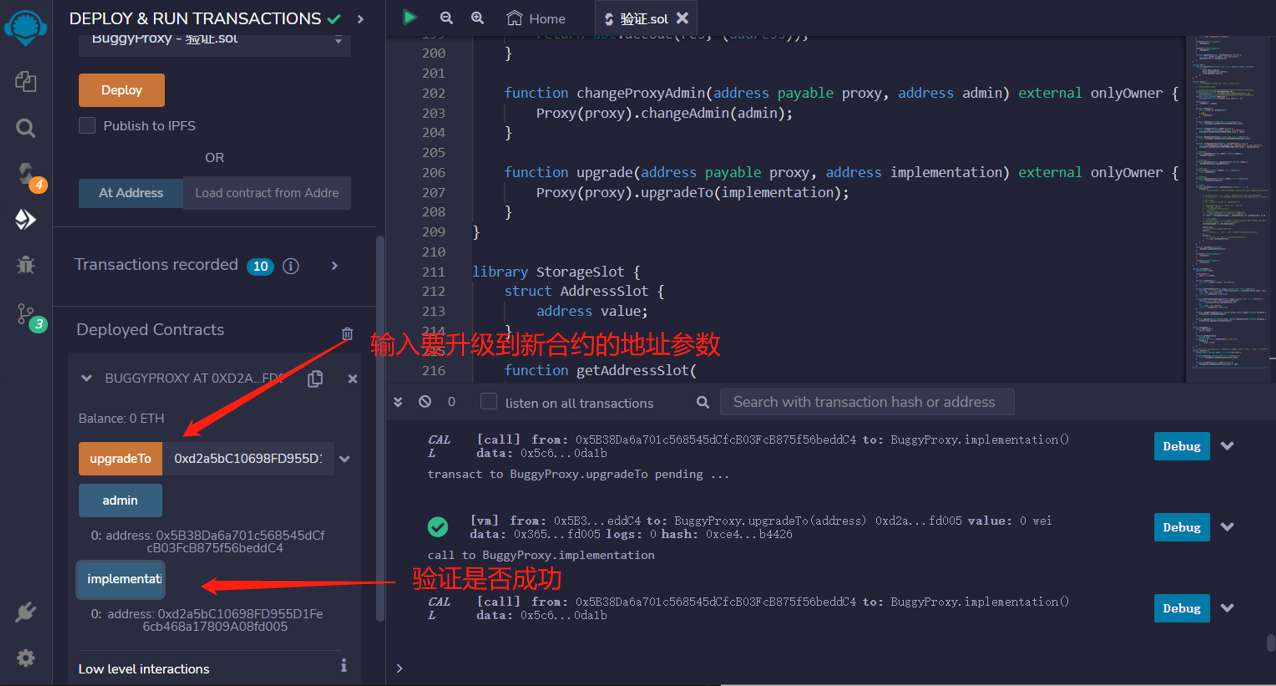 DEPLOY & RUN TRANSACTIONS
BuggyProxy - 验证.sol
Deploy
Publish to IPFS
OR
At Address
Load contract from Addre
4
Transactions recorded 10
3
Deployed Contracts
BUGGYPROXY AT 0XD2A...FD
Balance: 0 ETH
upgradeTo
0xd2a5bC10698FD955D1
admin
0: address: 0x5B38Da6a701c568545dCf
cB03FcB875f56beddC4
implementati
0: address: 0xd2a5bC10698FD955D1Fe
6cb468a17809A08fd005
Low level interactions
Home
验证.sol
200 }
201
202 function changeProxyAdmin(address payable proxy, address admin) external onlyOwner {
203 Proxy(proxy).changeAdmin(admin);
204 }
205
206 function upgrade(address payable proxy, address implementation) external onlyOwner {
207 Proxy(proxy).upgradeTo(implementation);
208 }
209 }
210
211 library StorageSlot {
212 struct AddressSlot {
213 address value;
214 }
输入要升级到新合约的地址参数
216 function getAddressSlot(
0
listen on all transactions
Search with transaction hash or address
CAL [call] from: 0x5B38Da6a701c568545dCfcB03FcB875f56beddC4 to: BuggyProxy.implementation()
L data: 0x5c6...0da1b
Debug
transact to BuggyProxy.upgradeTo pending ...
[vm] from: 0x5B3...eddC4 to: BuggyProxy.upgradeTo(address) 0xd2a...fd005 value: 0 wei
data: 0x365...fd005 logs: 0 hash: 0xce4...b4426
Debug
call to BuggyProxy.implementation
验证是否成功
CAL [call] from: 0x5B38Da6a701c568545dCfcB03FcB875f56beddC4 to: BuggyProxy.implementation()
L data: 0x5c6...0da1b
Debug
>